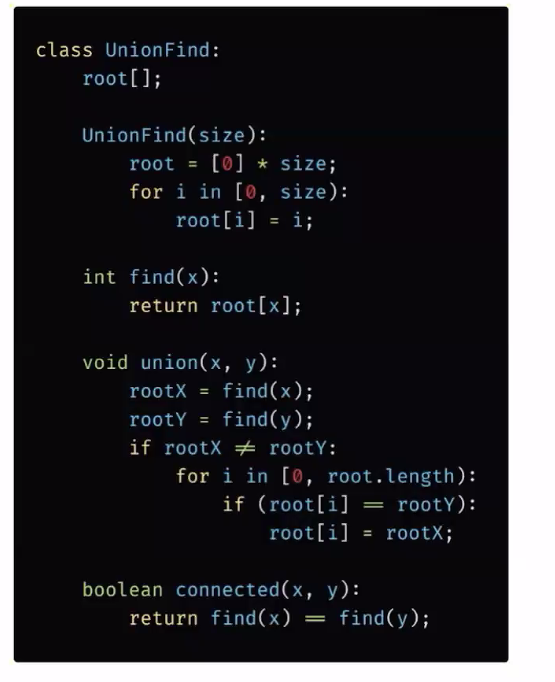 class UnionFind:
    root[];

    UnionFind(size):
        root = [0] * size;
        for i in [0, size):
            root[i] = i;

    int find(x):
        return root[x];

    void union(x, y):
        rootX = find(x);
        rootY = find(y);
        if rootX ≠ rootY:
            for i in [0, root.length):
                if (root[i] == rootY):
                    root[i] = rootX;

    boolean connected(x, y):
        return find(x) == find(y);